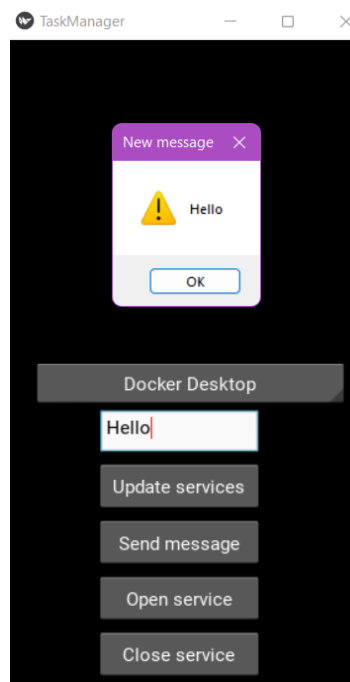 TaskManager
New message
Hello
OK
Docker Desktop
Hello
Update services
Send message
Open service
Close service